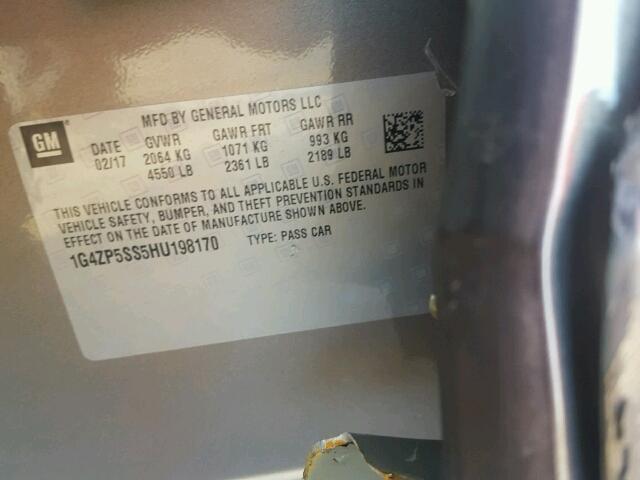 MFD BY GENERAL MOTORS LLC
GM
DATE GVWR GAWR FRT GAWR RR
02/17 2064 KG 1071 KG 993 KG
4550 LB 2361 LB 2189 LB
THIS VEHICLE CONFORMS TO ALL APPLICABLE U.S. FEDERAL MOTOR
VEHICLE SAFETY, BUMPER, AND THEFT PREVENTION STANDARDS IN
EFFECT ON THE DATE OF MANUFACTURE SHOWN ABOVE.
1G4ZP5SS5HU198170 TYPE: PASS CAR